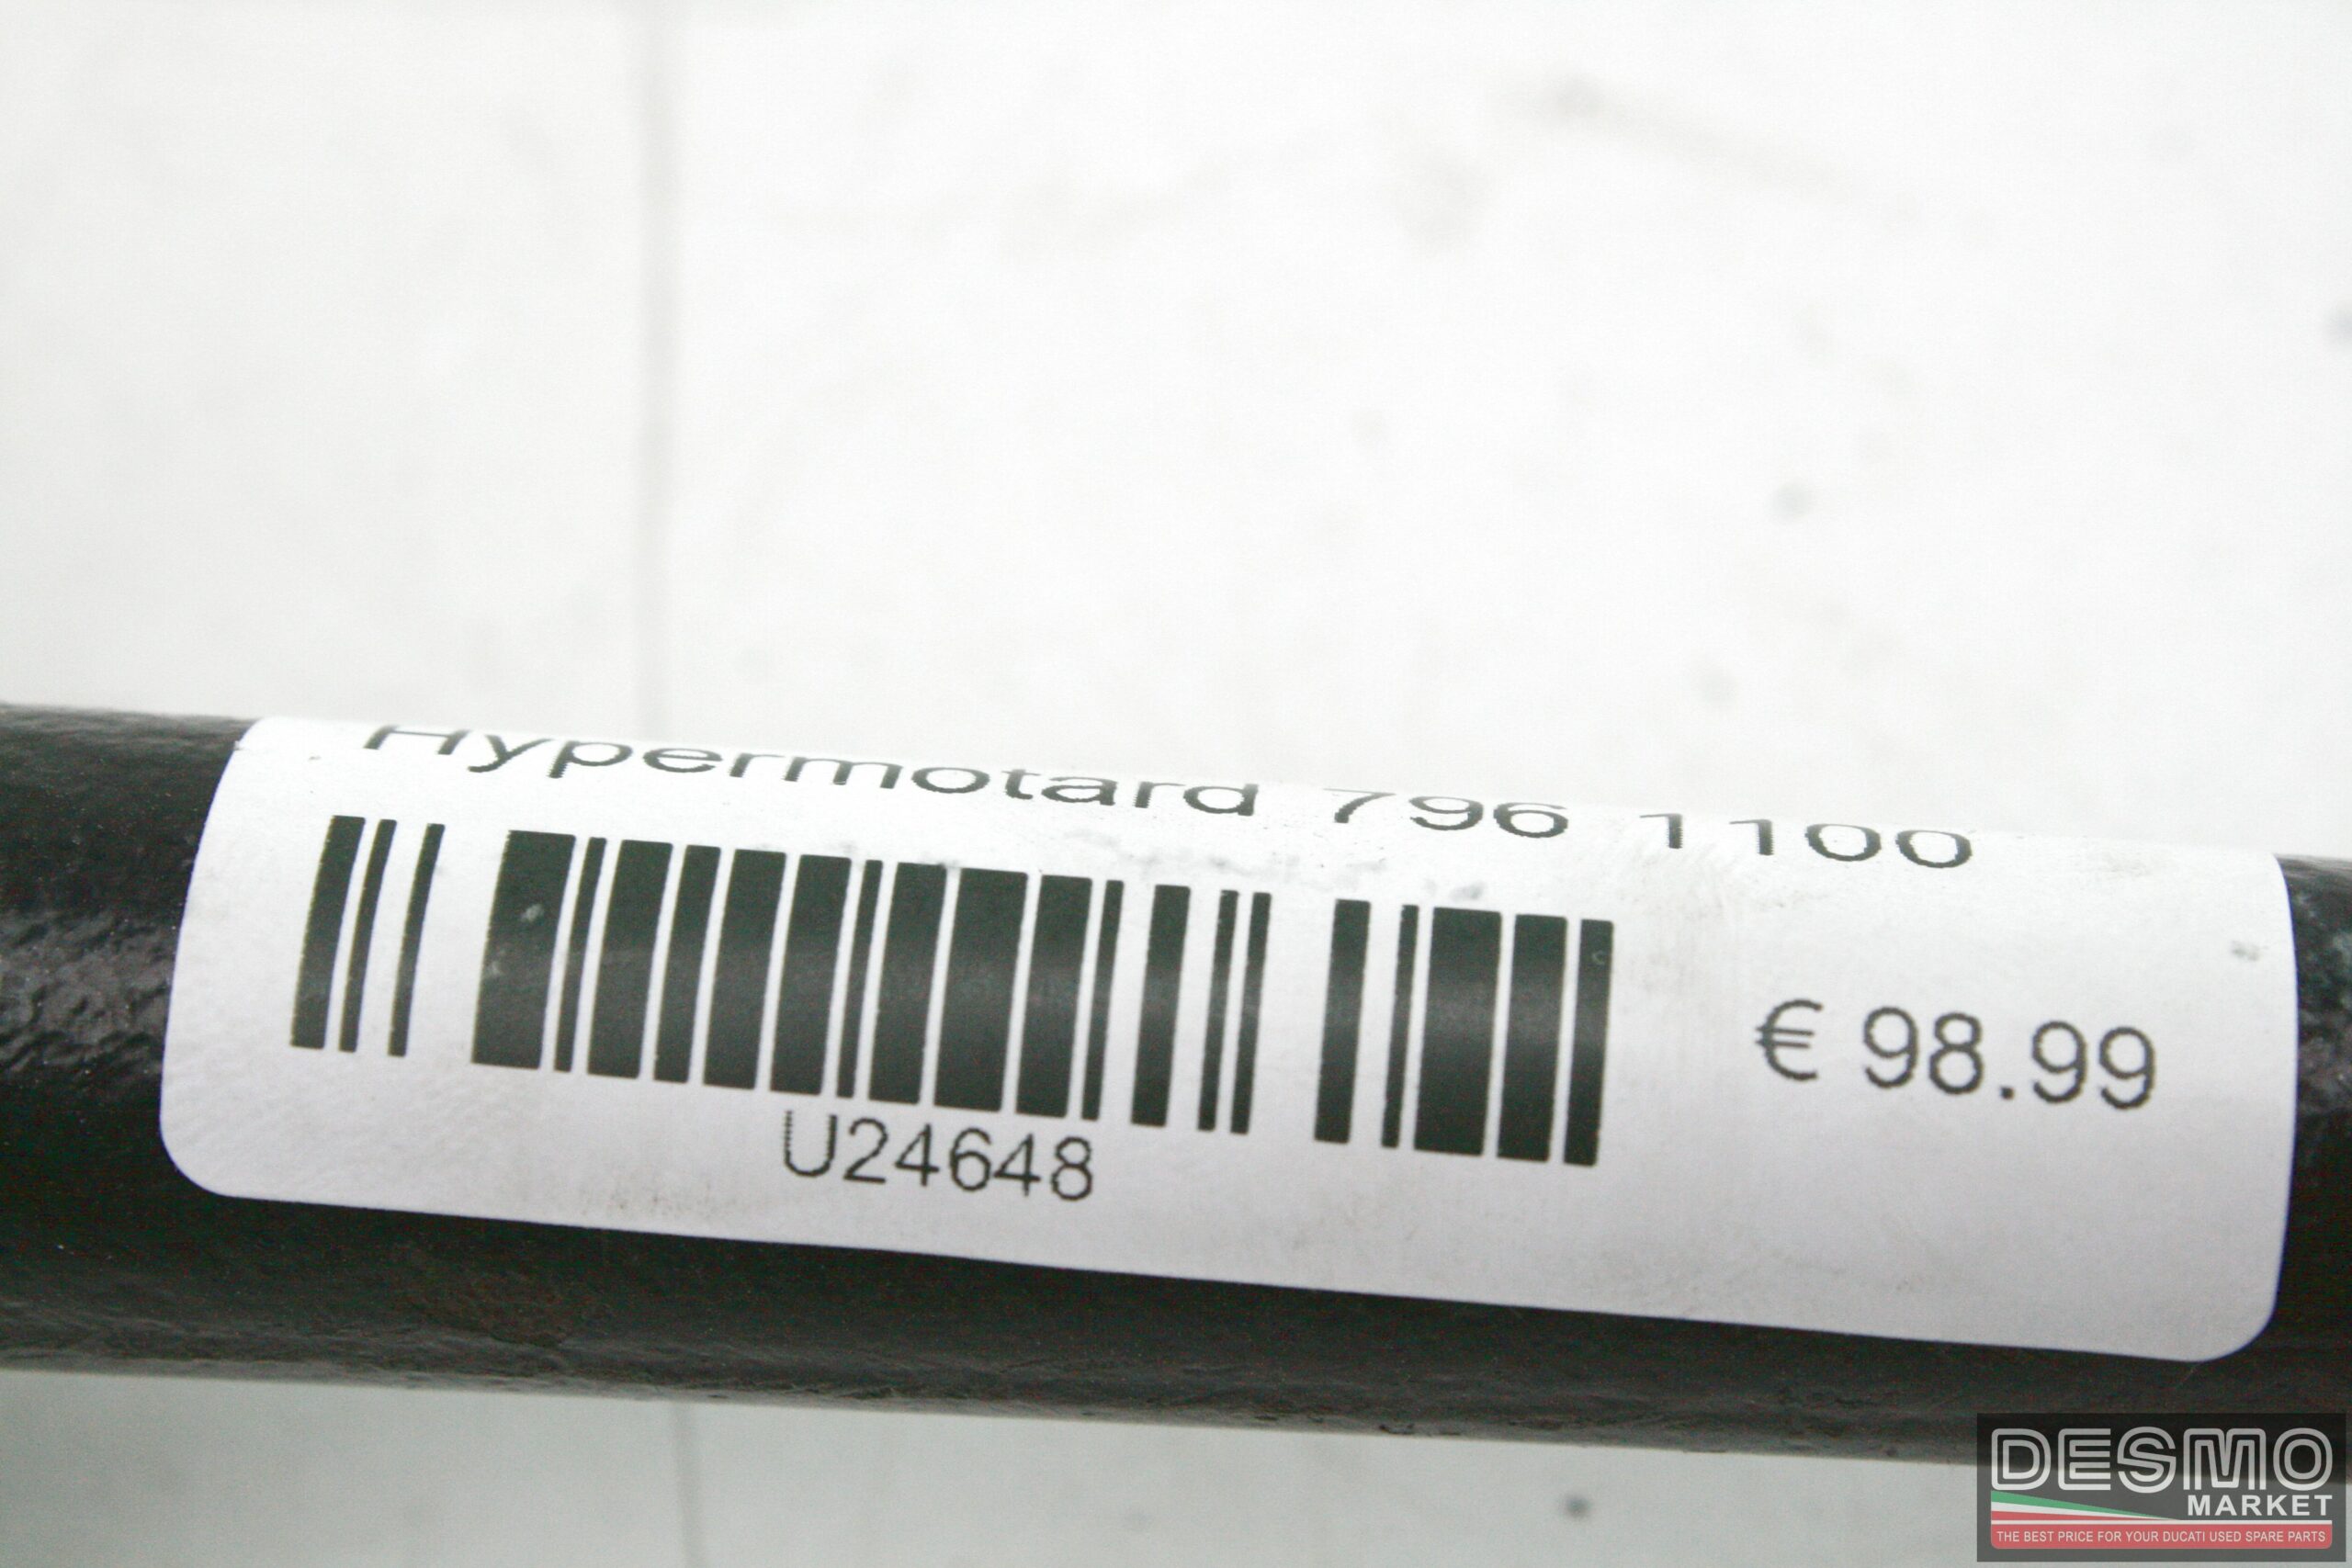 Hypermotard 796 1100
€ 98.99
U24648
DESMO
MARKET
THE BEST PRICE FOR YOUR DUCATI USED SPARE PARTS